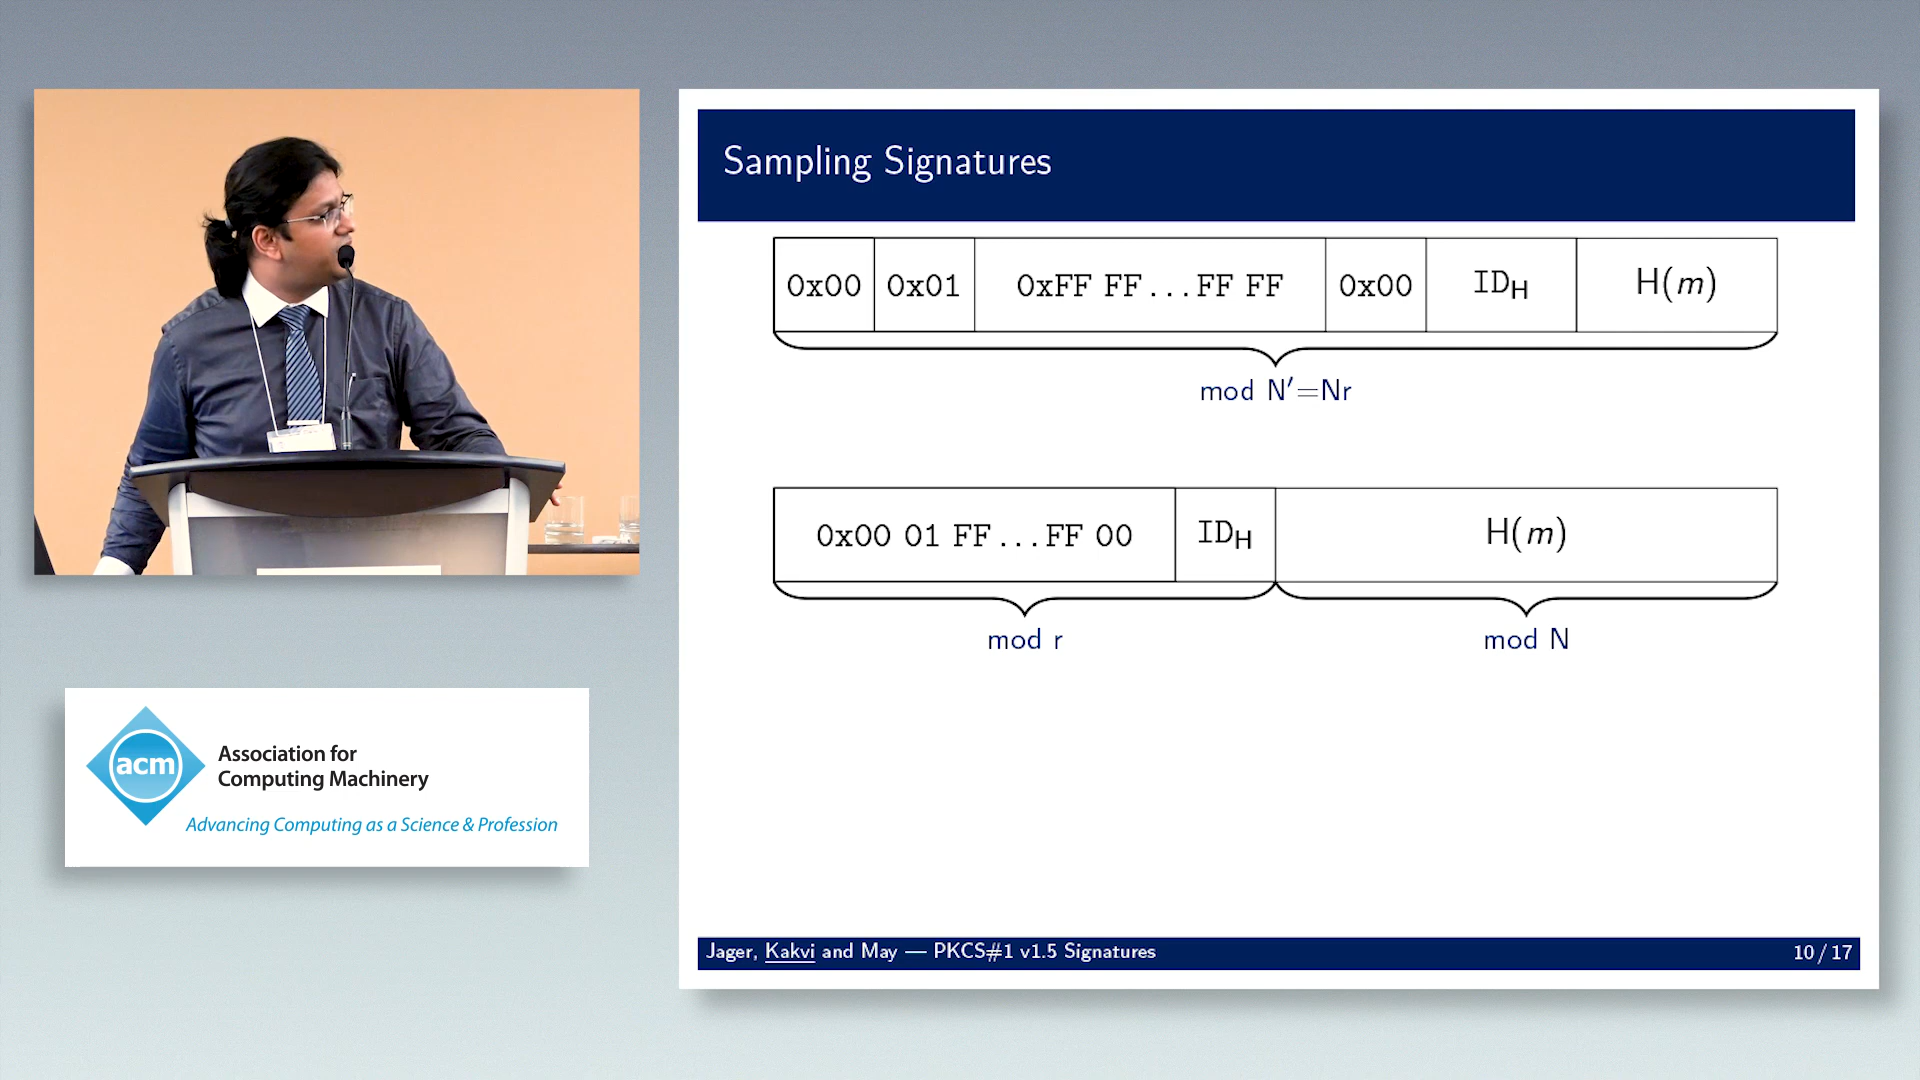 Sampling Signatures
0x00 0x01 0xFF FF...FF FF 0x00 IDH H(m)
mod N′=Nr
0x00 01 FF...FF 00 IDH H(m)
mod r mod N
acm
Association for
Computing Machinery
Advancing Computing as a Science & Profession
Jager, Kakvi and May — PKCS#1 v1.5 Signatures 10 / 17